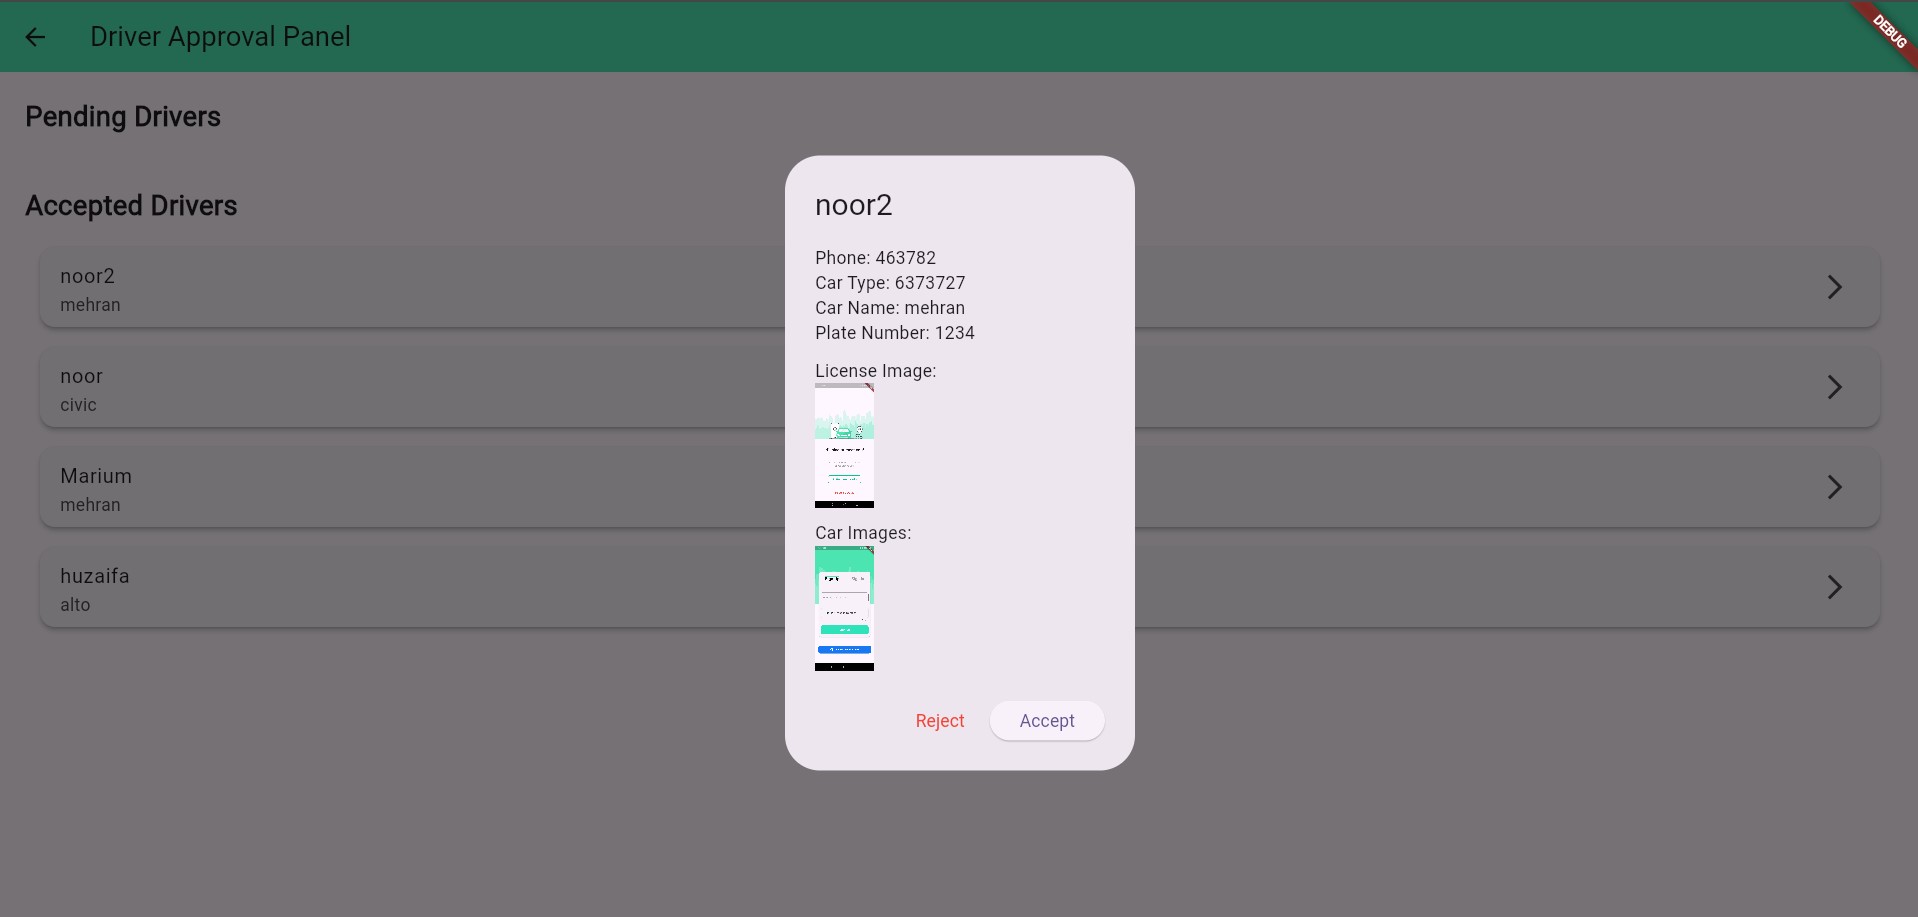 Driver Approval Panel
DEBUG
Pending Drivers
Accepted Drivers
noor2
mehran
noor
civic
Marium
mehran
huzaifa
alto
noor2
Phone: 463782
Car Type: 6373727
Car Name: mehran
Plate Number: 1234
License Image:
Car Images:
Reject
Accept